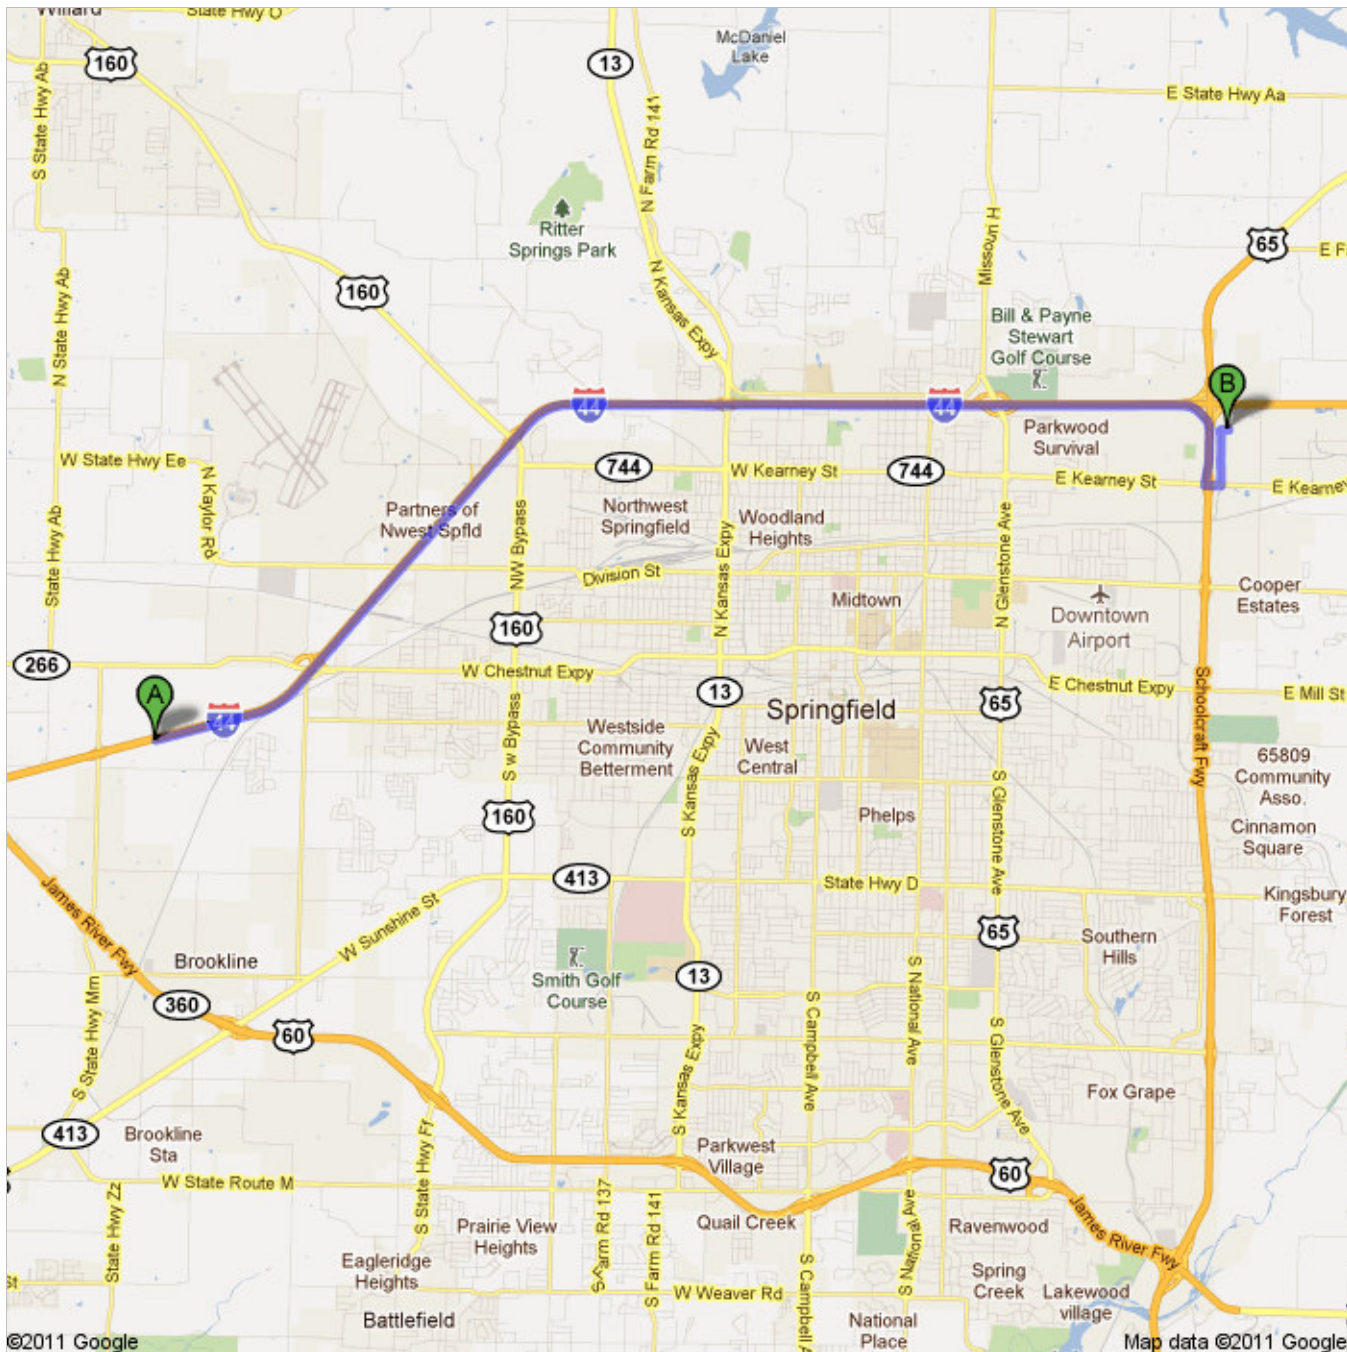 Willard
State Hwy O
160
13
McDaniel
Lake
E State Hwy Aa
S State Hwy Ab
N Farm Rd 141
Ritter
Springs Park
Missouri H
65
E F
160
N State Hwy Ab
N Kansas Expy
Bill & Payne
Stewart
Golf Course
B
44
44
Parkwood
Survival
W State Hwy Ee
744
W Kearney St
744
E Kearney St
E Kearney
N Kaylor Rd
Partners of
Nwest Spfld
Northwest
Springfield
Woodland
Heights
State Hwy Ab
NW Bypass
N Kansas Expy
N Glenstone Ave
Division St
Midtown
Downtown
Airport
Cooper
Estates
160
266
W Chestnut Expy
E Chestnut Expy
E Mill St
A
44
13
Springfield
65
Schoolcraft Fwy
Westside
Community
Betterment
West
Central
S w Bypass
S Kansas Expy
S Glenstone Ave
65809
Community
Asso.
160
Phelps
Cinnamon
Square
James River Fwy
413
State Hwy D
Kingsbury
Forest
W Sunshine St
Brookline
65
Southern
Hills
Smith Golf
Course
13
360
60
S State Hwy Mm
S Kansas Expy
S Campbell Ave
S National Ave
S Glenstone Ave
Fox Grape
413
Brookline
Sta
S State Hwy Ff
Parkwest
Village
60
W State Route M
State Hwy Zz
Prairie View
Heights
S Farm Rd 137
S Farm Rd 141
Quail Creek
S National Ave
Ravenwood
James River Fwy
Eagleridge
Heights
St
W Weaver Rd
S Campbell A
Spring
Creek
Lakewood
village
Battlefield
National
Place
©2011 Google
Map data ©2011 Google